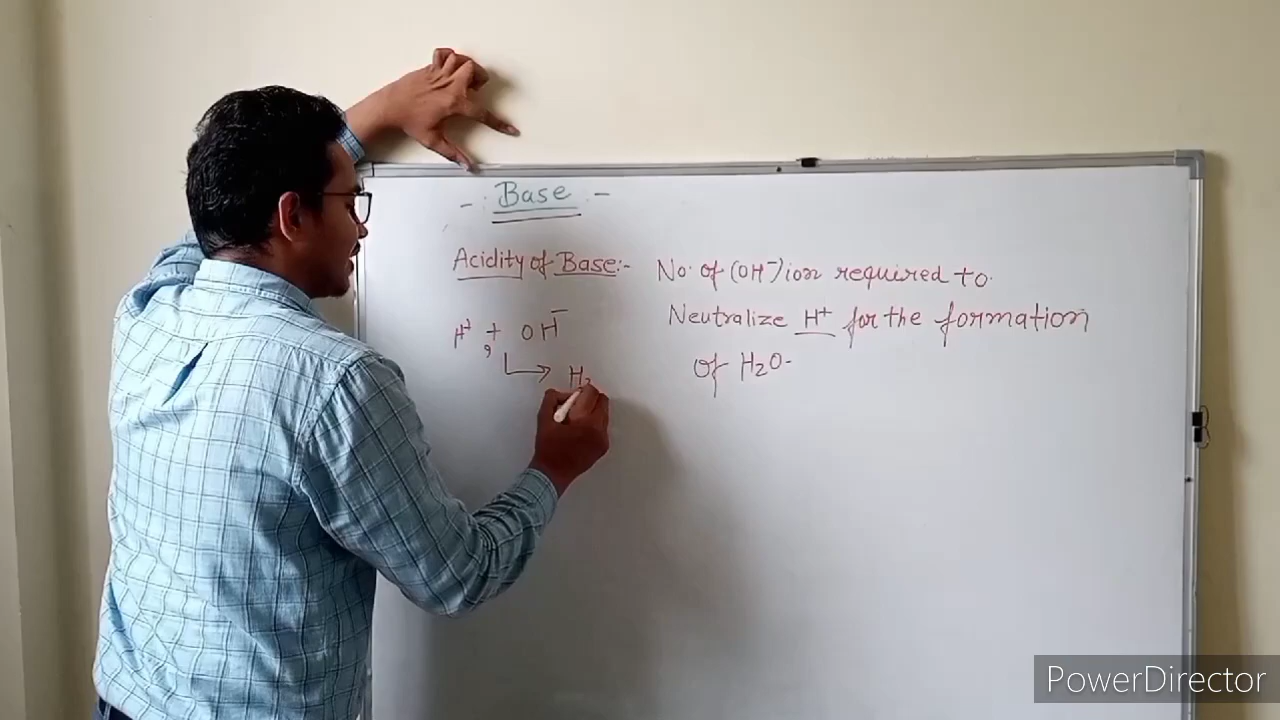 -: Base :-
Acidity of Base:- No. of (OH⁻) ion required to
Neutralize H⁺ for the formation
of H₂O-
H⁺ + OH⁻
H₂
PowerDirector